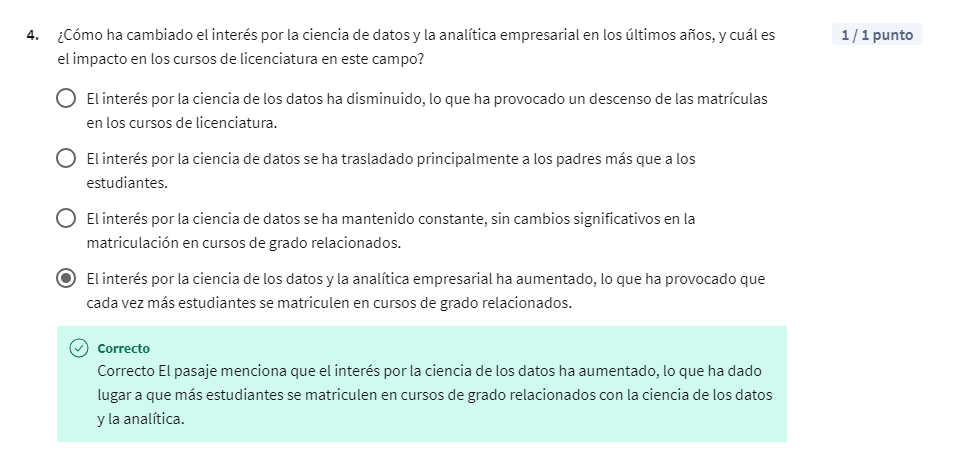 4. ¿Cómo ha cambiado el interés por la ciencia de datos y la analítica empresarial en los últimos años, y cuál es
1 / 1 punto
el impacto en los cursos de licenciatura en este campo?
El interés por la ciencia de los datos ha disminuido, lo que ha provocado un descenso de las matrículas
en los cursos de licenciatura.
El interés por la ciencia de datos se ha trasladado principalmente a los padres más que a los
estudiantes.
El interés por la ciencia de datos se ha mantenido constante, sin cambios significativos en la
matriculación en cursos de grado relacionados.
El interés por la ciencia de los datos y la analítica empresarial ha aumentado, lo que ha provocado que
cada vez más estudiantes se matriculen en cursos de grado relacionados.
Correcto
Correcto El pasaje menciona que el interés por la ciencia de los datos ha aumentado, lo que ha dado
lugar a que más estudiantes se matriculen en cursos de grado relacionados con la ciencia de los datos
y la analítica.